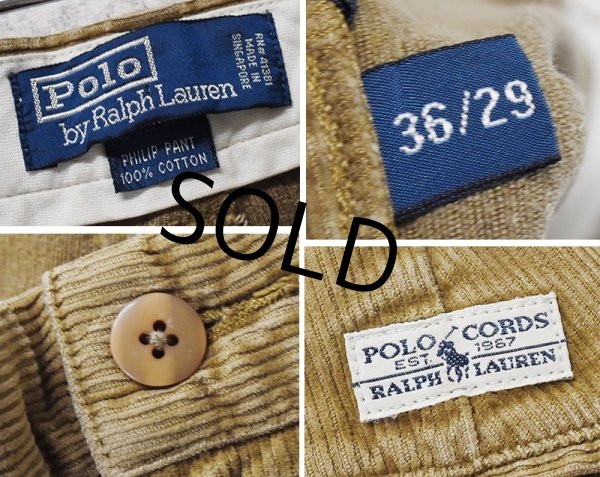 Polo
by Ralph Lauren
RN# 41381
MADE IN
SINGAPORE
PHILIP PANT
100% COTTON
36/29
SOLD
POLO CORDS
EST. 1967
RALPH LAUREN